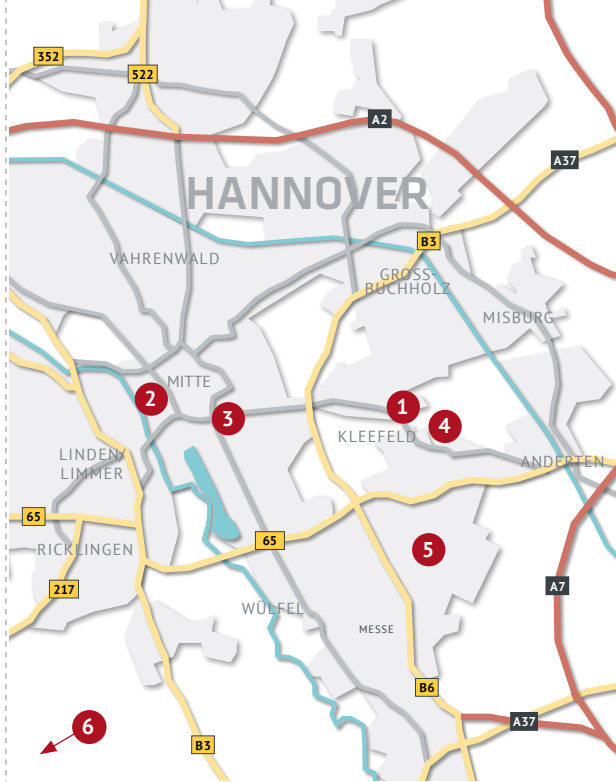 352
522
A2
A37
HANNOVER
B3
VAHRENWALD
GROSS-
BUCHHOLZ
MISBURG
MITTE
2
1
3
4
KLEEFELD
LINDEN/
LIMMER
ANDERTEN
65
65
5
RICKLINGEN
217
A7
WÜLFEL
MESSE
B6
6
A37
B3